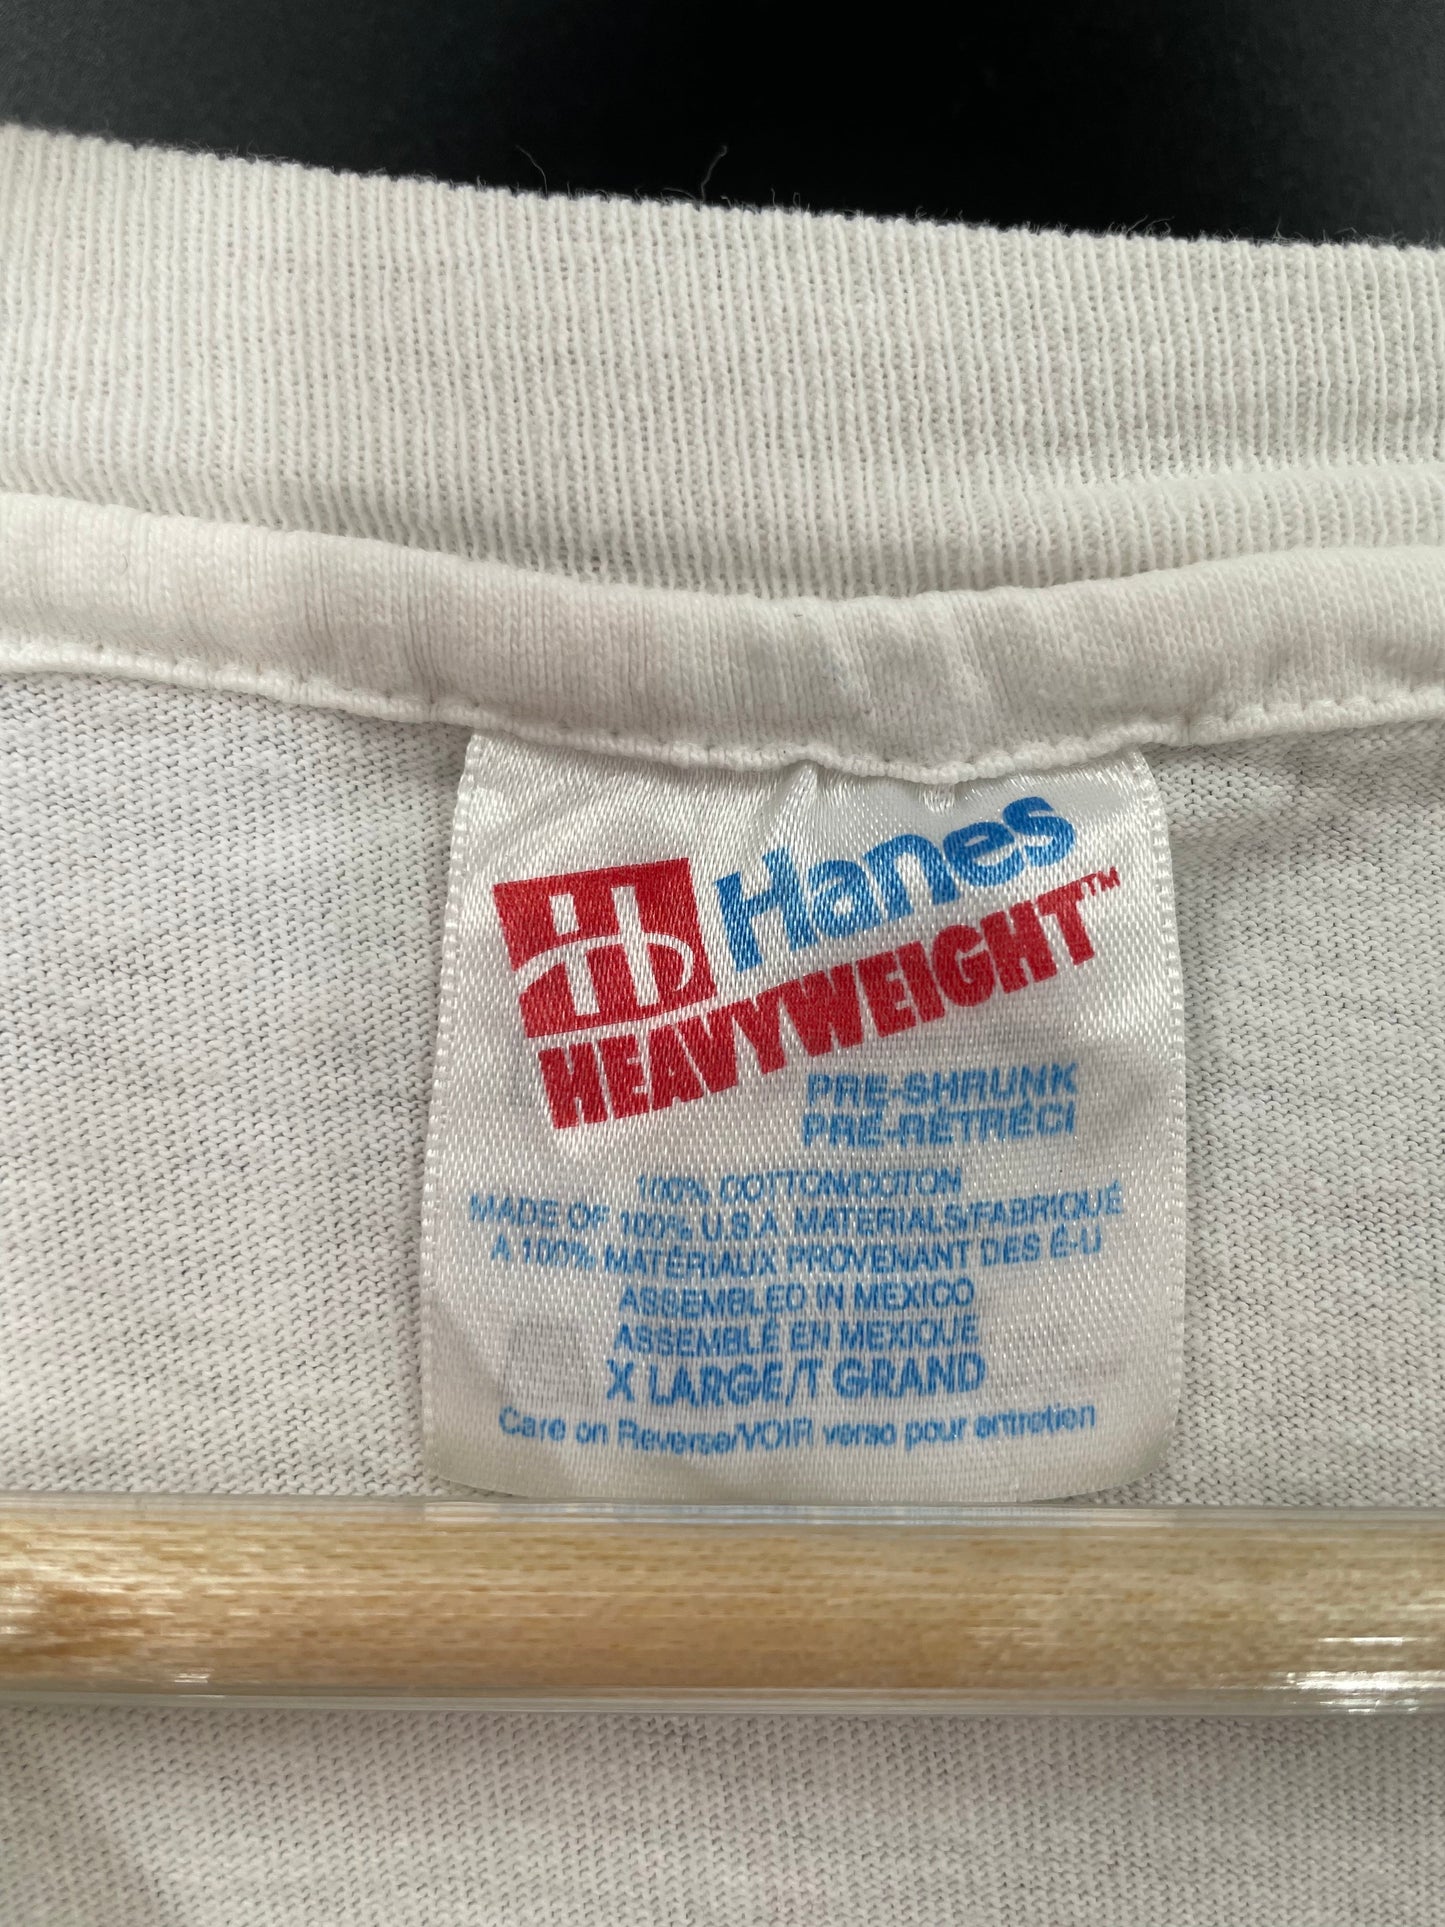 H Hanes
HEAVYWEIGHT™
PRE-SHRUNK
PRÉ-RÉTRÉCI
100% COTTON/COTON
MADE OF 100% U.S.A. MATERIALS/FABRIQUÉ
À 100% MATÉRIAUX PROVENANT DES É-U
ASSEMBLED IN MEXICO
ASSEMBLÉ EN MEXIQUE
X LARGE/T GRAND
Care on Reverse/VOIR verso pour entretien